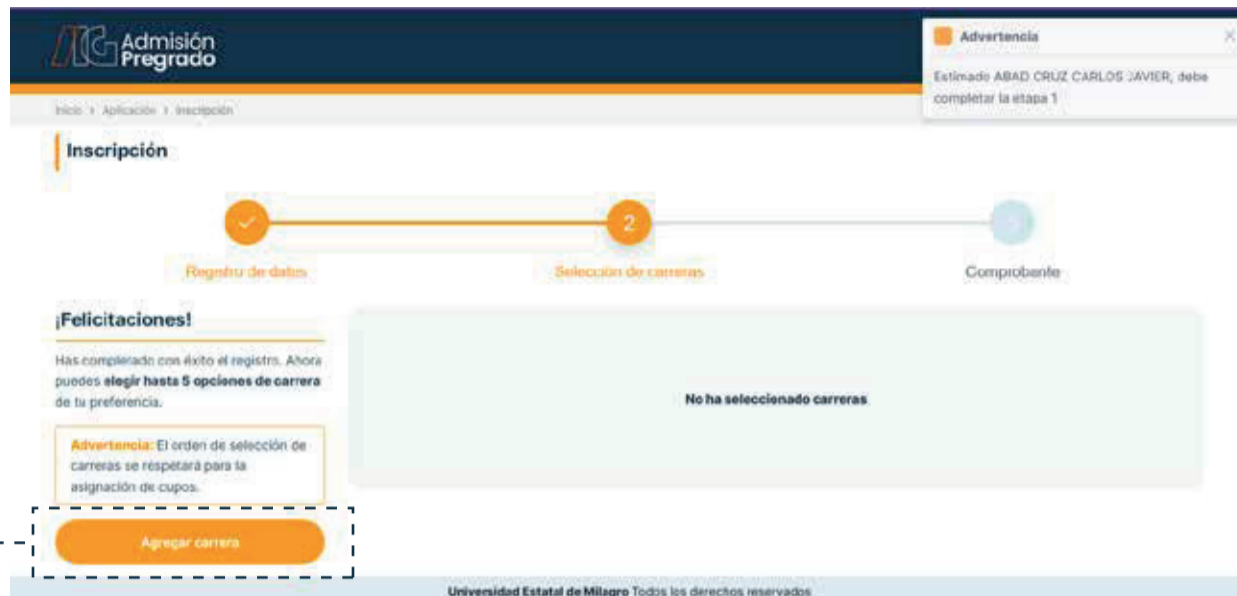 Admisión
Pregrado
Advertencia
Estimado ABAD CRUZ CARLOS JAVIER, debe
completar la etapa 1
Inicio > Aplicación > Inscripción
Inscripción
2
Registro de datos
Selección de carreras
Comprobante
¡Felicitaciones!
Has completado con éxito el registro. Ahora
puedes elegir hasta 5 opciones de carrera
de tu preferencia.
No ha seleccionado carreras
Advertencia: El orden de selección de
carreras se respetará para la
asignación de cupos.
Agregar carrera
Universidad Estatal de Milagro Todos los derechos reservados